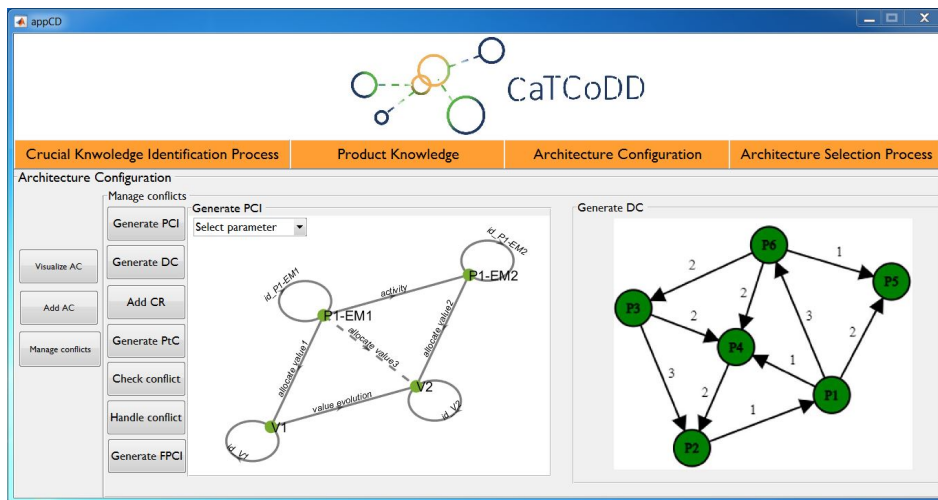 appCD
CaTCoDD
Crucial Knwoledge Identification Process
Product Knowledge
Architecture Configuration
Architecture Selection Process
Architecture Configuration
Manage conflicts
Visualize AC
Add AC
Manage conflicts
Generate PCI
Generate DC
Add CR
Generate PtC
Check conflict
Handle conflict
Generate FPCI
Generate PCI
Select parameter
id_P1-EM1
id_P1-EM2
P1-EM2
activity
P1-EM1
allocate value1
allocate value3
allocate value2
V2
value evolution
V1
id_V2
id_V1
Generate DC
P6
1
2
P5
2
P3
2
3
2
P4
1
3
2
P1
1
P2